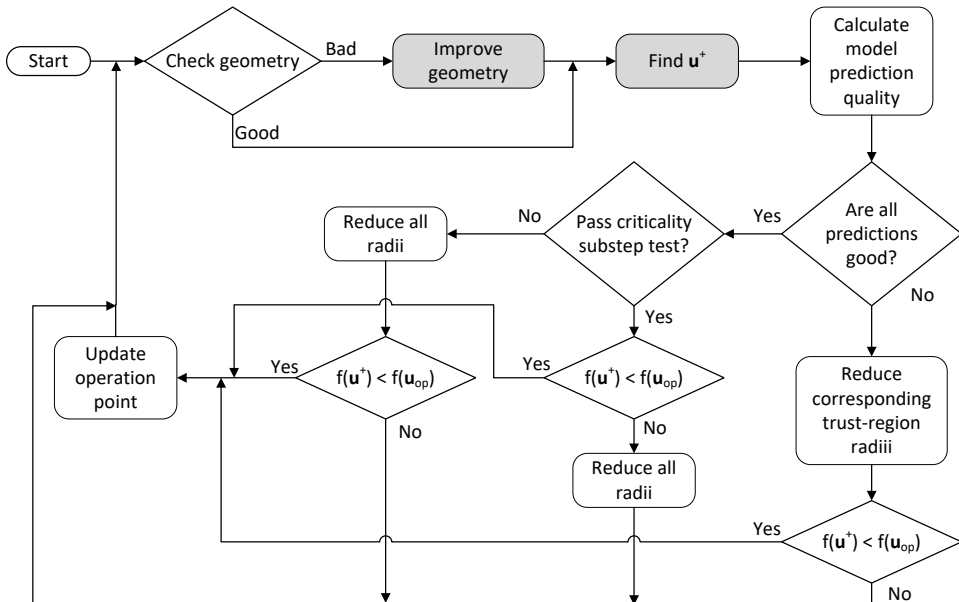 Start
Check geometry
Bad
Good
Improve
geometry
Find u⁺
Calculate
model
prediction
quality
Are all
predictions
good?
Yes
No
Pass criticality
substep test?
No
Yes
Reduce all
radii
f(u⁺) < f(uₒₚ)
Yes
No
Update
operation
point
f(u⁺) < f(uₒₚ)
Yes
No
Reduce all
radii
Reduce
corresponding
trust-region
radiii
f(u⁺) < f(uₒₚ)
Yes
No